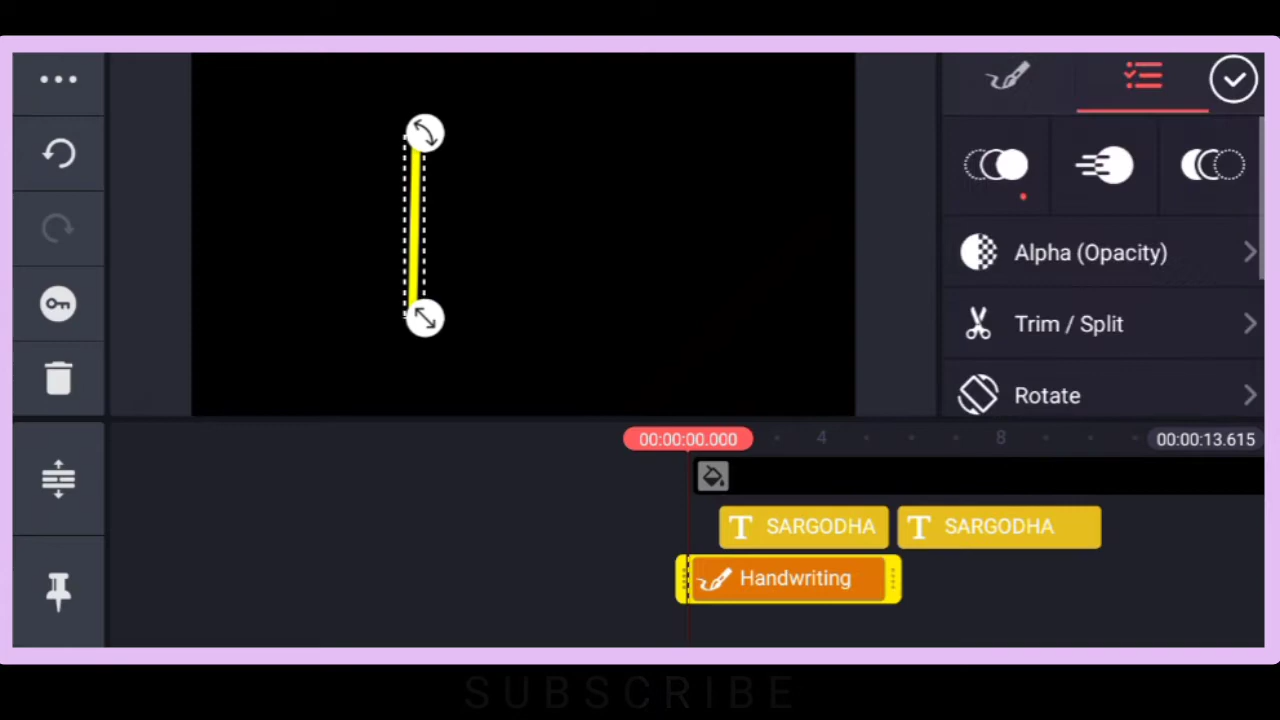 Alpha (Opacity)
Trim / Split
Rotate
00:00:00.000
4
8
00:00:13.615
T SARGODHA
T SARGODHA
Handwriting
SUBSCRIBE